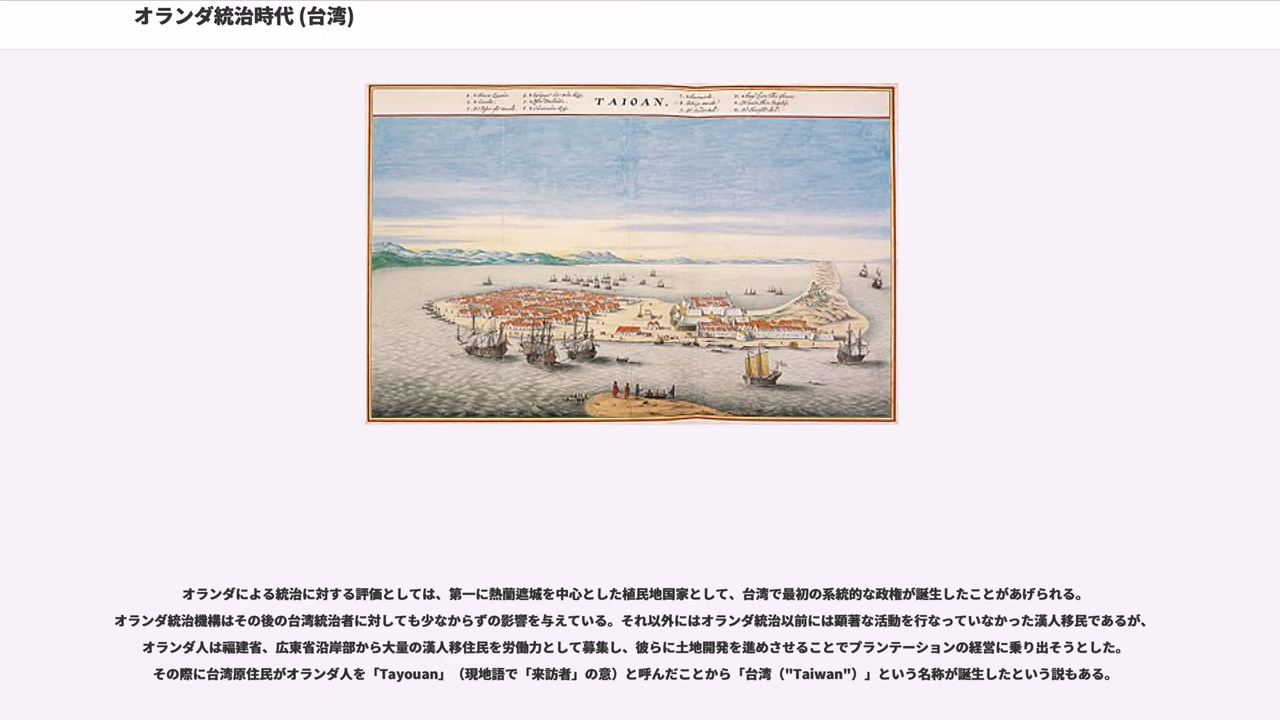 オランダ統治時代 (台湾)
TAIOAN.
オランダによる統治に対する評価としては、第一に熱蘭遮城を中心とした植民地国家として、台湾で最初の系統的な政権が誕生したことがあげられる。
オランダ統治機構はその後の台湾統治者に対しても少なからずの影響を与えている。それ以外にはオランダ統治以前には顕著な活動を行なっていなかった漢人移民であるが、
オランダ人は福建省、広東省沿岸部から大量の漢人移住民を労働力として募集し、彼らに土地開発を進めさせることでプランテーションの経営に乗り出そうとした。
その際に台湾原住民がオランダ人を「Tayouan」（現地語で「来訪者」の意）と呼んだことから「台湾（"Taiwan"）」という名称が誕生したという説もある。